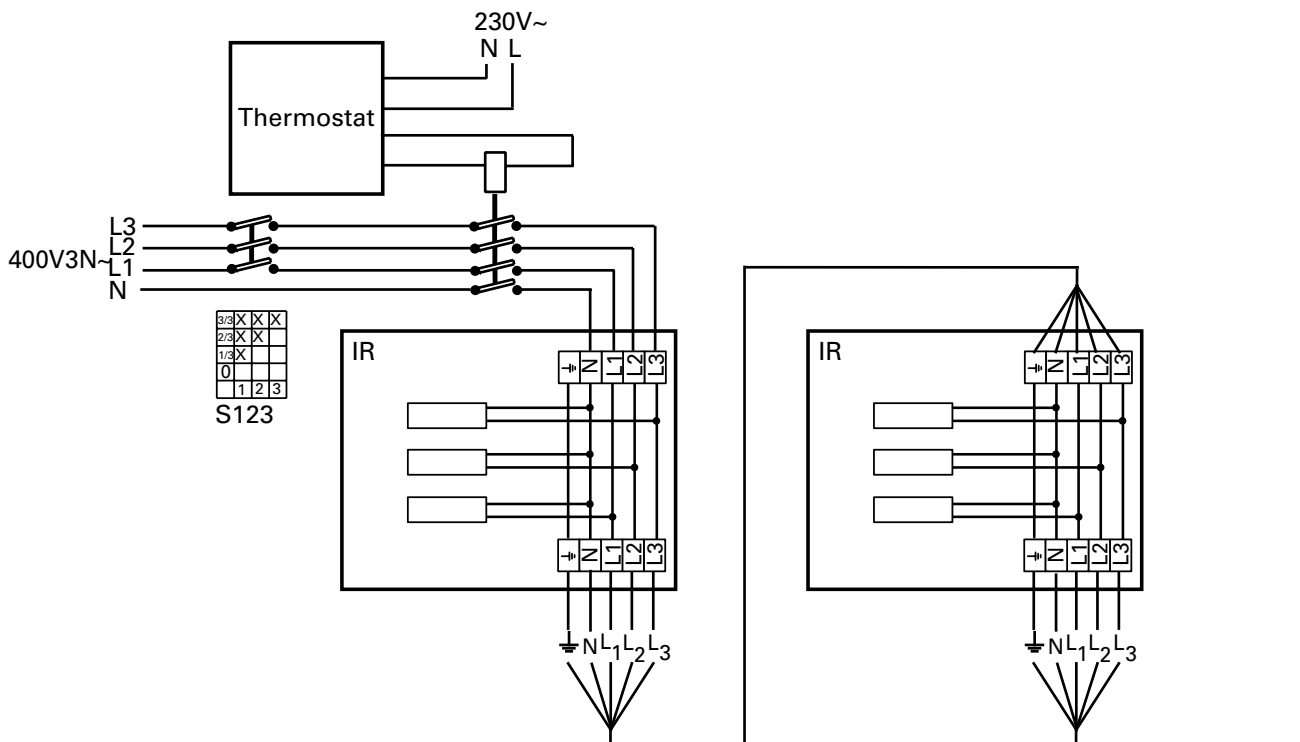 230V~
N L
Thermostat
L3
L2
400V3N~
L1
N
3/3 X X X
2/3 X X
1/3 X
0
1 2 3
S123
IR
N L1 L2 L3
N L1 L2 L3
N L1 L2 L3
IR
N L1 L2 L3
N L1 L2 L3
N L1 L2 L3